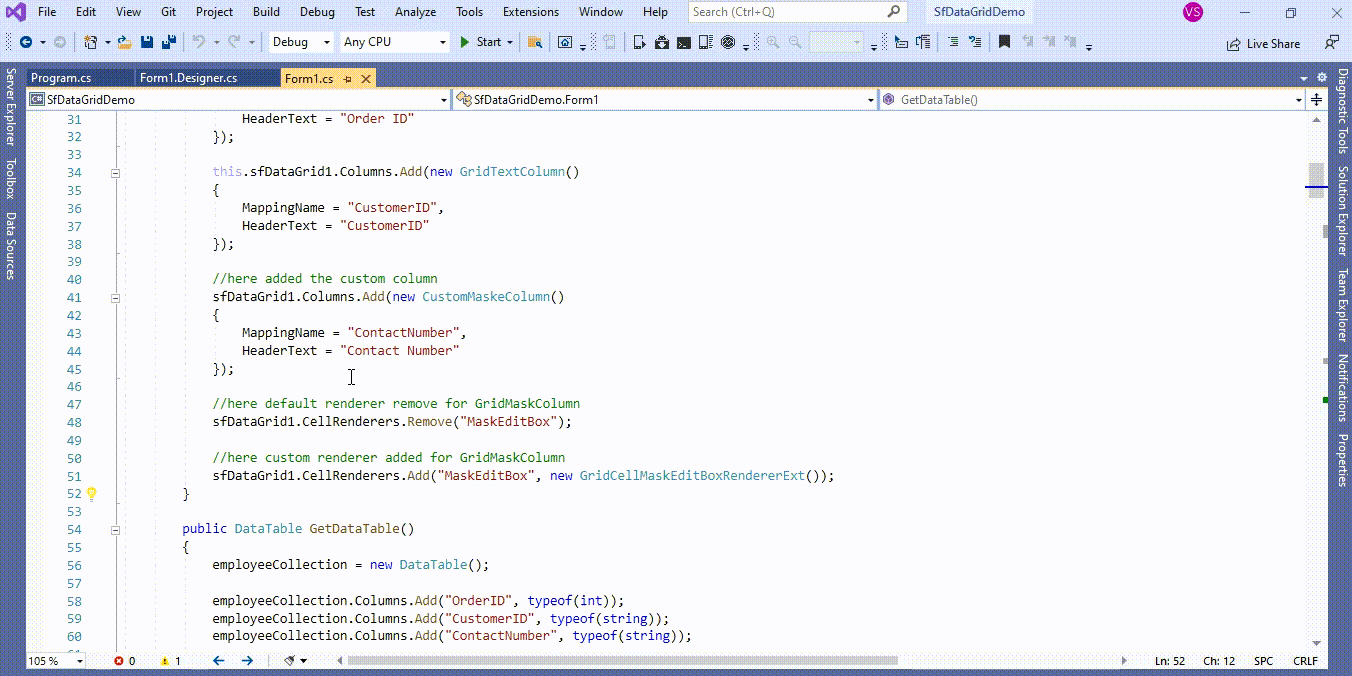 File Edit View Git Project Build Debug Test Analyze Tools Extensions Window Help Search (Ctrl+Q) SfDataGridDemo VS
Debug Any CPU Start Live Share
Program.cs Form1.Designer.cs Form1.cs
SfDataGridDemo SfDataGridDemo.Form1 GetDataTable()
Server Explorer
Toolbox
Data Sources
31 HeaderText = "Order ID"
32 });
33
34 this.sfDataGrid1.Columns.Add(new GridTextColumn()
35 {
36 MappingName = "CustomerID",
37 HeaderText = "CustomerID"
38 });
39
40 //here added the custom column
41 sfDataGrid1.Columns.Add(new CustomMaskeColumn()
42 {
43 MappingName = "ContactNumber",
44 HeaderText = "Contact Number"
45 });
46
47 //here default renderer remove for GridMaskColumn
48 sfDataGrid1.CellRenderers.Remove("MaskEditBox");
49
50 //here custom renderer added for GridMaskColumn
51 sfDataGrid1.CellRenderers.Add("MaskEditBox", new GridCellMaskEditBoxRendererExt());
52 }
53
54 public DataTable GetDataTable()
55 {
56 employeeCollection = new DataTable();
57
58 employeeCollection.Columns.Add("OrderID", typeof(int));
59 employeeCollection.Columns.Add("CustomerID", typeof(string));
60 employeeCollection.Columns.Add("ContactNumber", typeof(string));
Diagnostic Tools
Solution Explorer
Team Explorer
Notifications
Properties
105 % 0 1 Ln: 52 Ch: 12 SPC CRLF